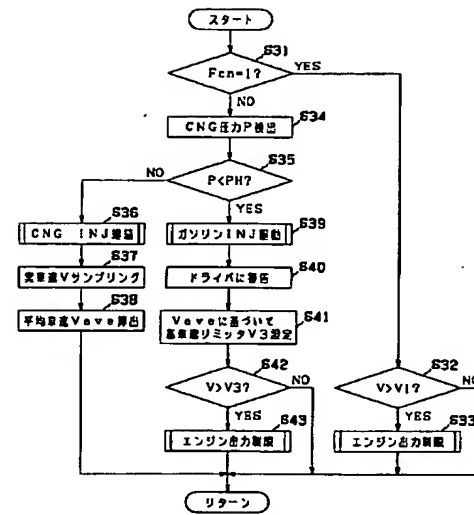 スタート
S31
Fcn=1?
YES
NO
S34
CNG圧力P検出
S35
NO
P<PH?
YES
S36
CNG INJ駆動
S39
ガソリンINJ駆動
S37
実車速Vサンプリング
S40
ドライバに警告
S38
平均車速Vave算出
S41
Vaveに基づいて
高車速リミッタV3設定
S42
V>V3?
NO
S32
V>V1?
NO
YES
S43
エンジン出力制限
YES
S33
エンジン出力制限
リターン